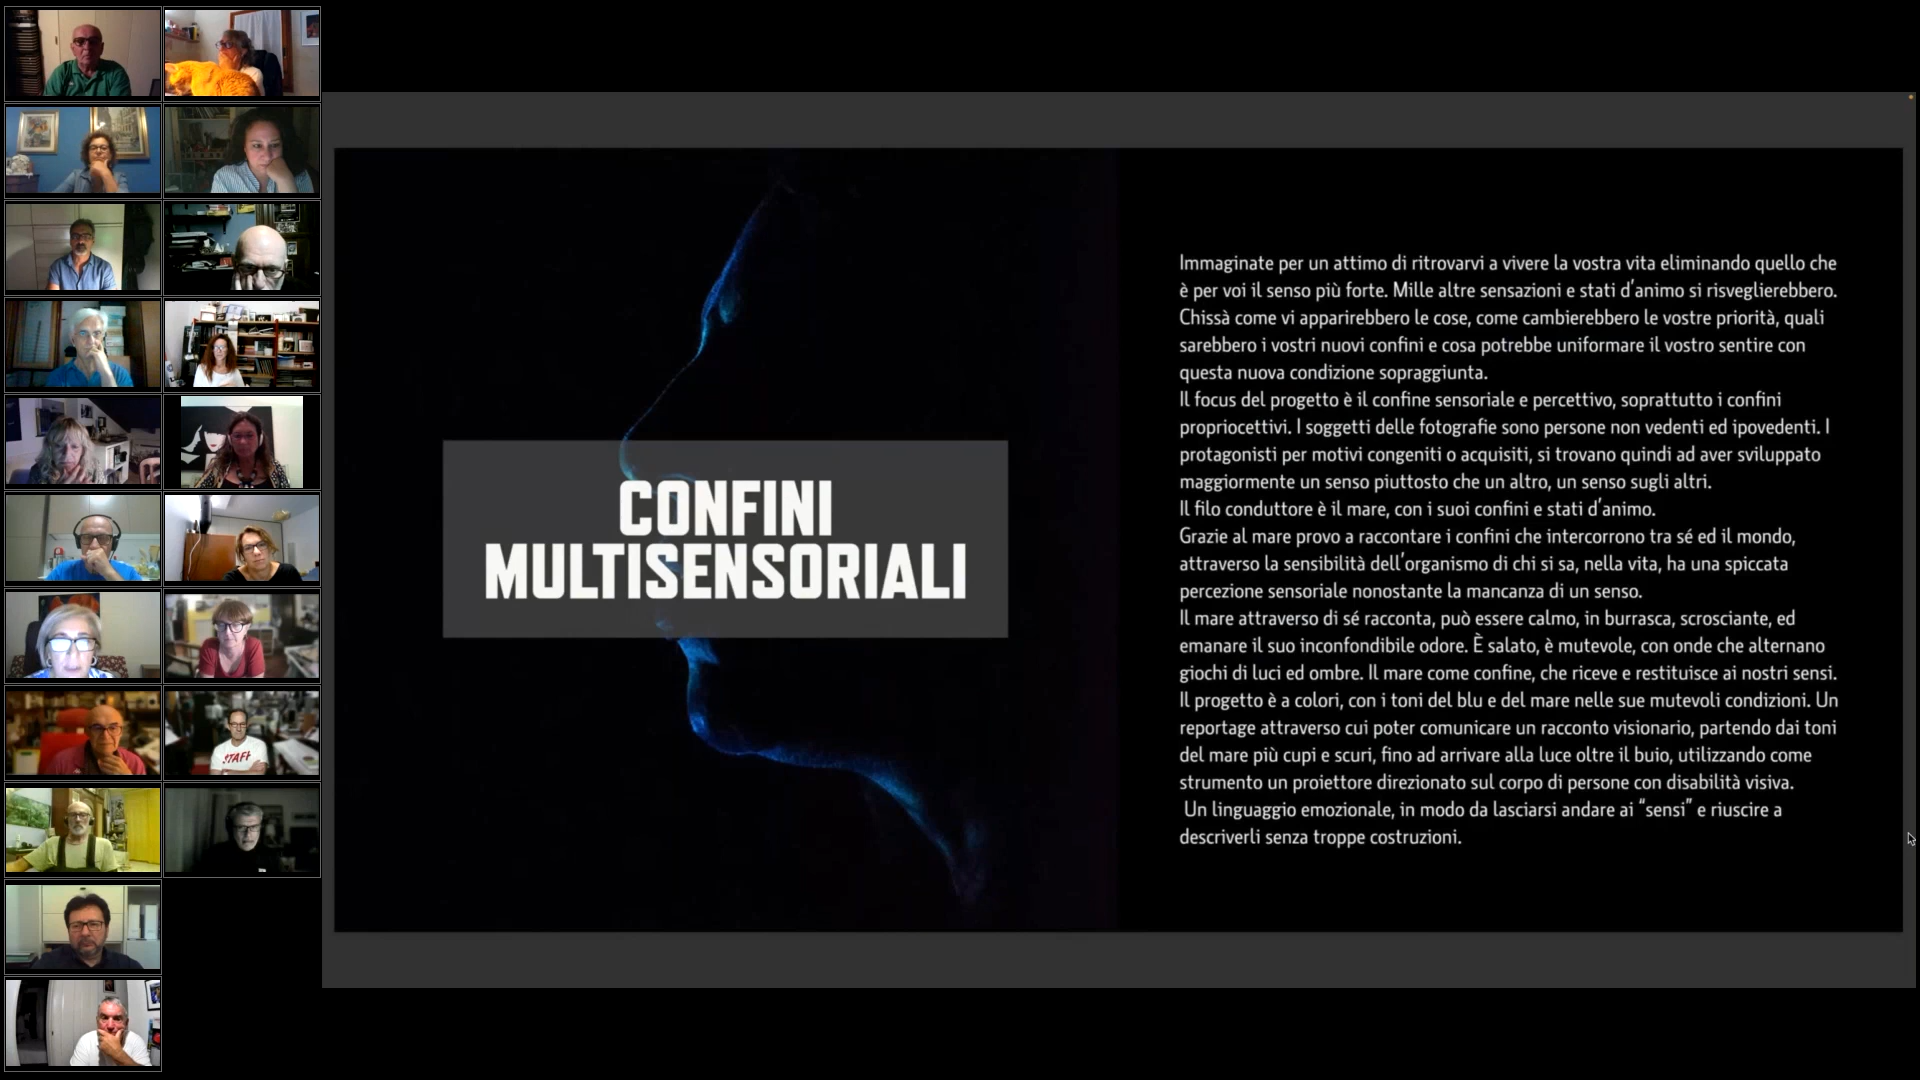 STAFF
CONFINI
MULTISENSORIALI
Immaginate per un attimo di ritrovarvi a vivere la vostra vita eliminando quello che
è per voi il senso più forte. Mille altre sensazioni e stati d'animo si risveglierebbero.
Chissà come vi apparirebbero le cose, come cambierebbero le vostre priorità, quali
sarebbero i vostri nuovi confini e cosa potrebbe uniformare il vostro sentire con
questa nuova condizione sopraggiunta.
Il focus del progetto è il confine sensoriale e percettivo, soprattutto i confini
propriocettivi. I soggetti delle fotografie sono persone non vedenti ed ipovedenti. I
protagonisti per motivi congeniti o acquisiti, si trovano quindi ad aver sviluppato
maggiormente un senso piuttosto che un altro, un senso sugli altri.
Il filo conduttore è il mare, con i suoi confini e stati d'animo.
Grazie al mare provo a raccontare i confini che intercorrono tra sé ed il mondo,
attraverso la sensibilità dell'organismo di chi si sa, nella vita, ha una spiccata
percezione sensoriale nonostante la mancanza di un senso.
Il mare attraverso di sé racconta, può essere calmo, in burrasca, scrosciante, ed
emanare il suo inconfondibile odore. È salato, è mutevole, con onde che alternano
giochi di luci ed ombre. Il mare come confine, che riceve e restituisce ai nostri sensi.
Il progetto è a colori, con i toni del blu e del mare nelle sue mutevoli condizioni. Un
reportage attraverso cui poter comunicare un racconto visionario, partendo dai toni
del mare più cupi e scuri, fino ad arrivare alla luce oltre il buio, utilizzando come
strumento un proiettore direzionato sul corpo di persone con disabilità visiva.
Un linguaggio emozionale, in modo da lasciarsi andare ai “sensi” e riuscire a
descriverli senza troppe costruzioni.